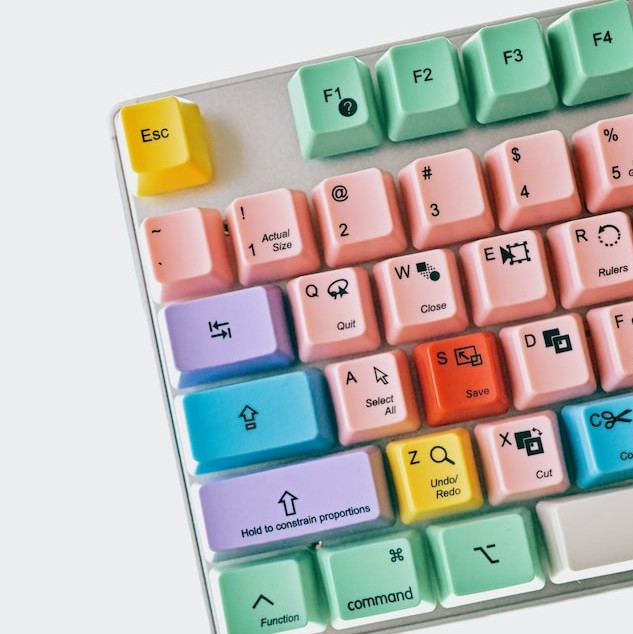 Esc
F1
?
F2
F3
F4
~
`
!
1
Actual
Size
@
2
#
3
$
4
%
5
Q
Quit
W
Close
E
R
Rulers
A
Select
All
S
Save
D
F
Hold to constrain proportions
Z
Undo/
Redo
X
Cut
C
Co
^
Function
⌘
command
⌥